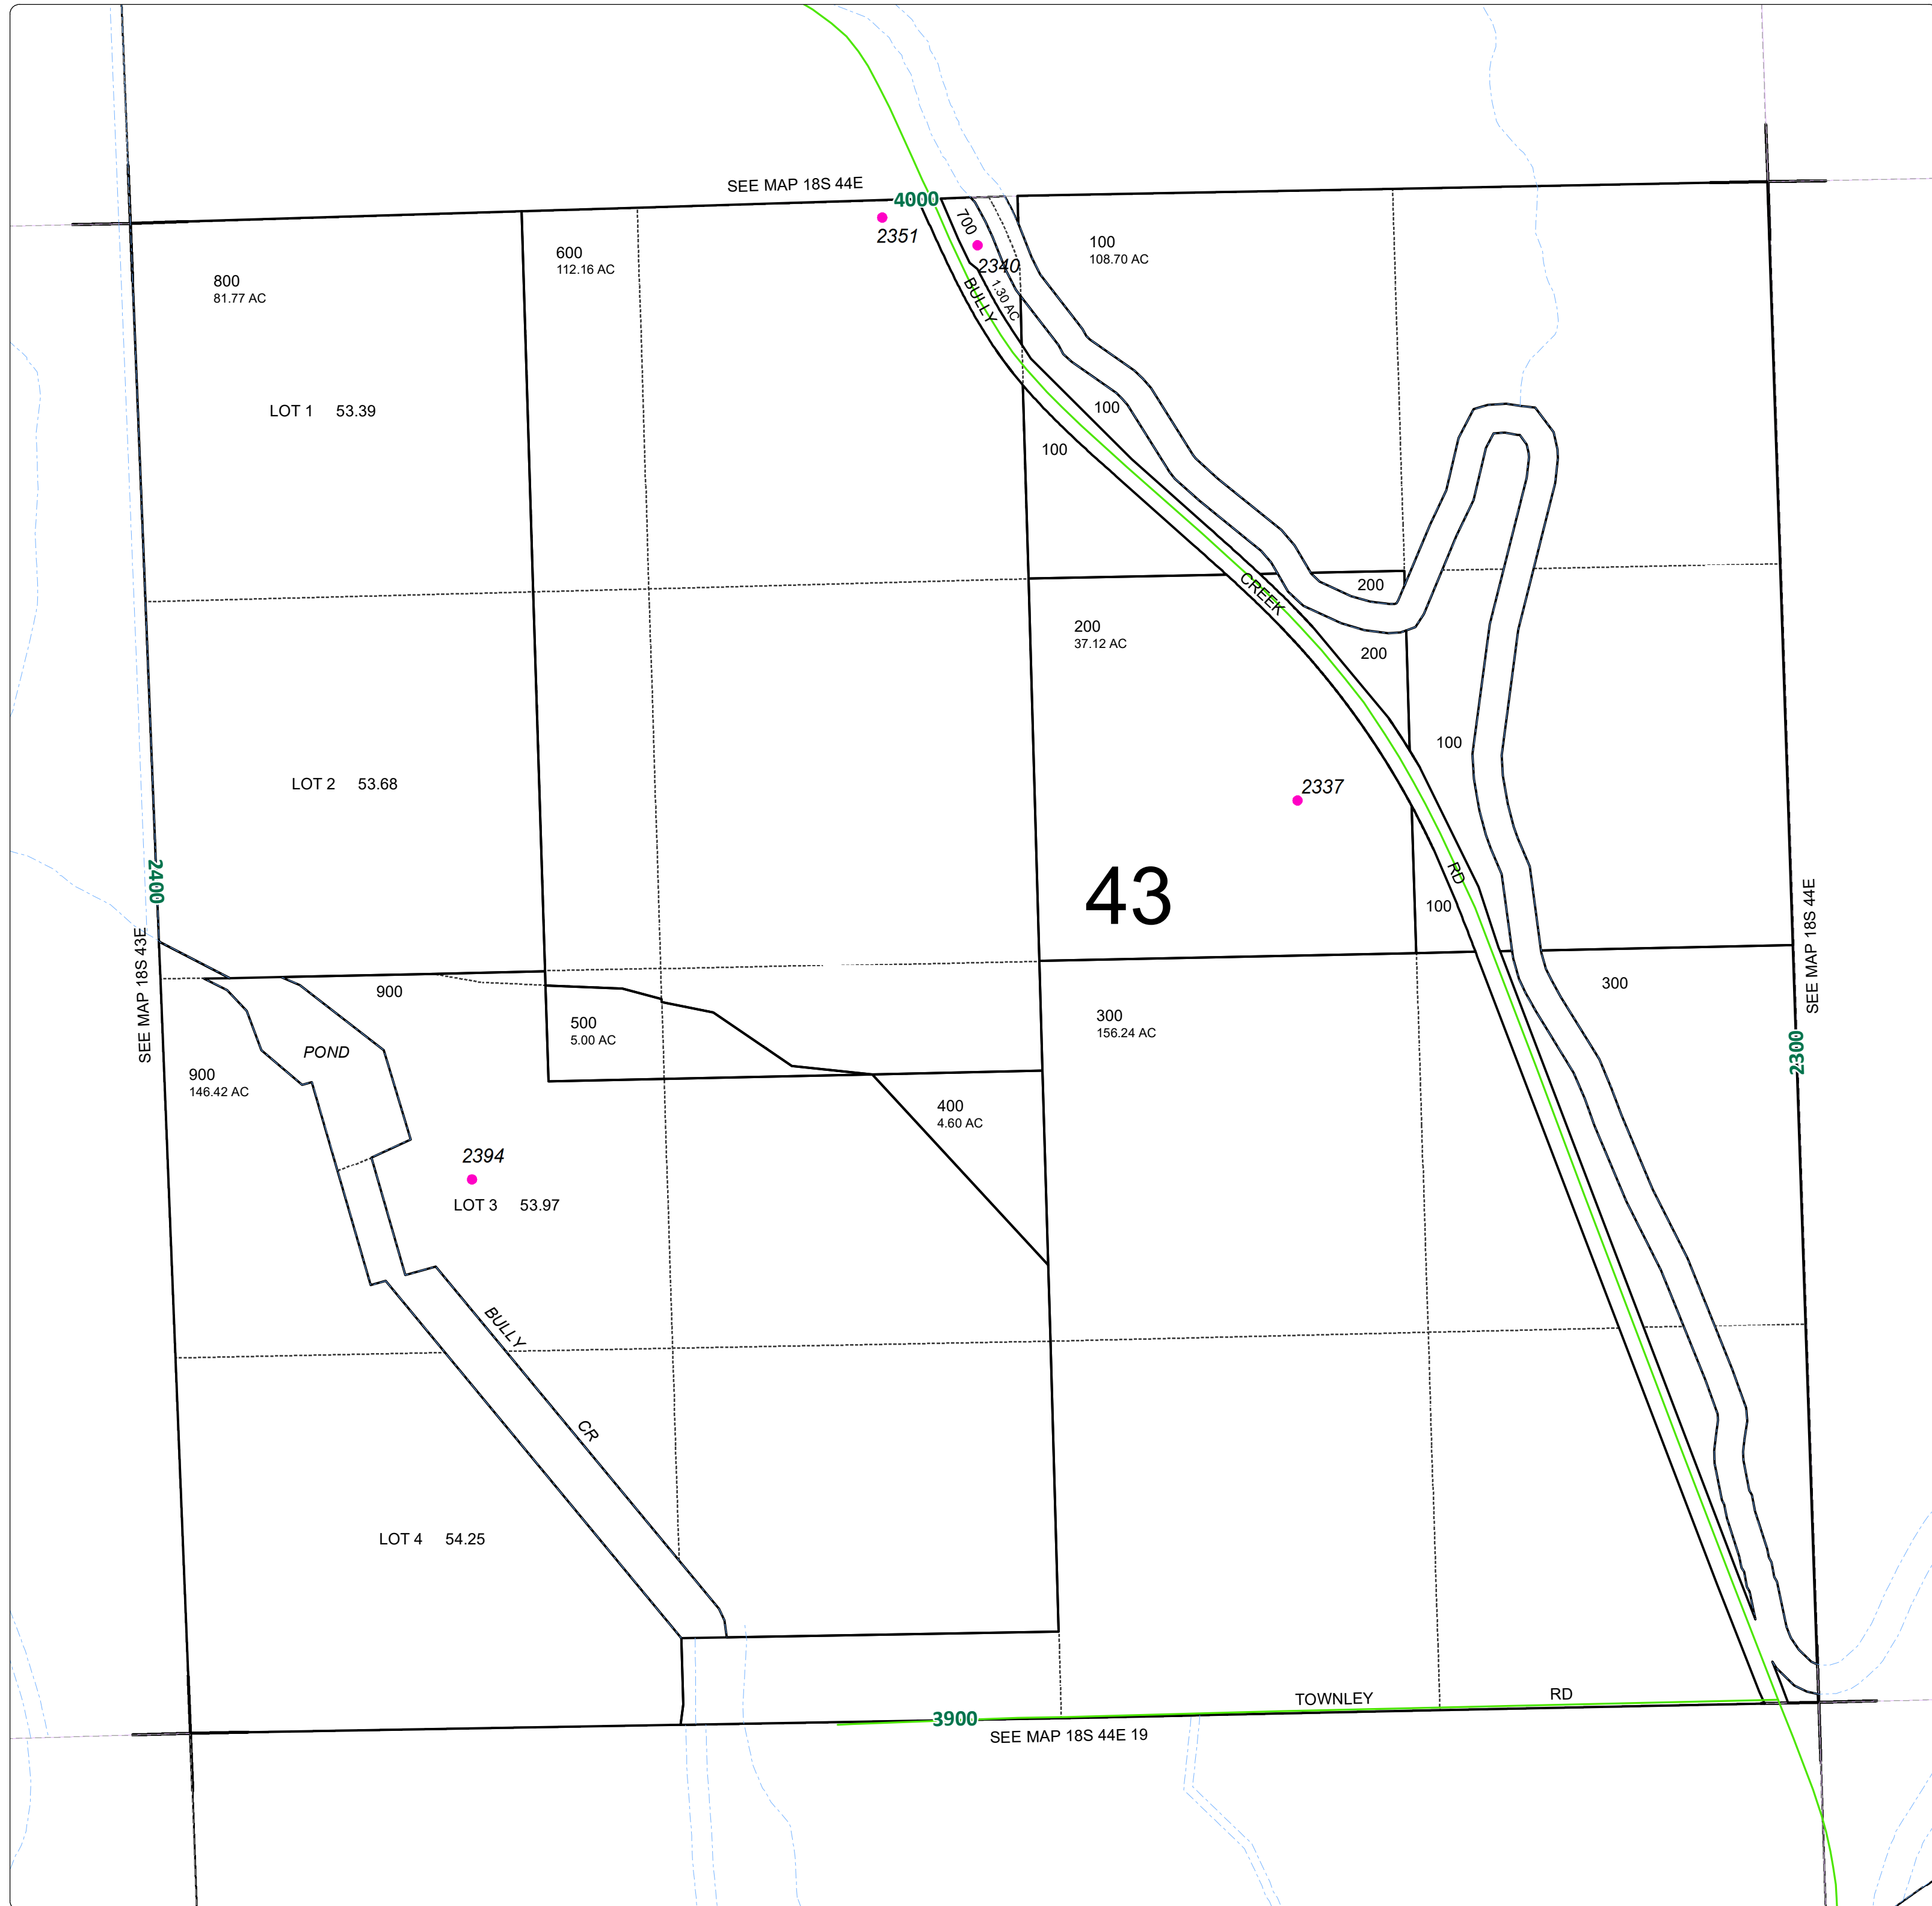 SEE MAP 18S 44E
4000
2351
700
2340
1.30 AC
100
108.70 AC
600
112.16 AC
800
81.77 AC
BULLY
LOT 1 53.39
100
100
CREEK
200
200
37.12 AC
200
100
LOT 2 53.68
2337
2400
43
RD
100
SEE MAP 18S 43E
SEE MAP 18S 44E
900
300
500
5.00 AC
300
156.24 AC
POND
2300
900
146.42 AC
400
4.60 AC
2394
LOT 3 53.97
BULLY
CR
LOT 4 54.25
TOWNLEY RD
3900
SEE MAP 18S 44E 19